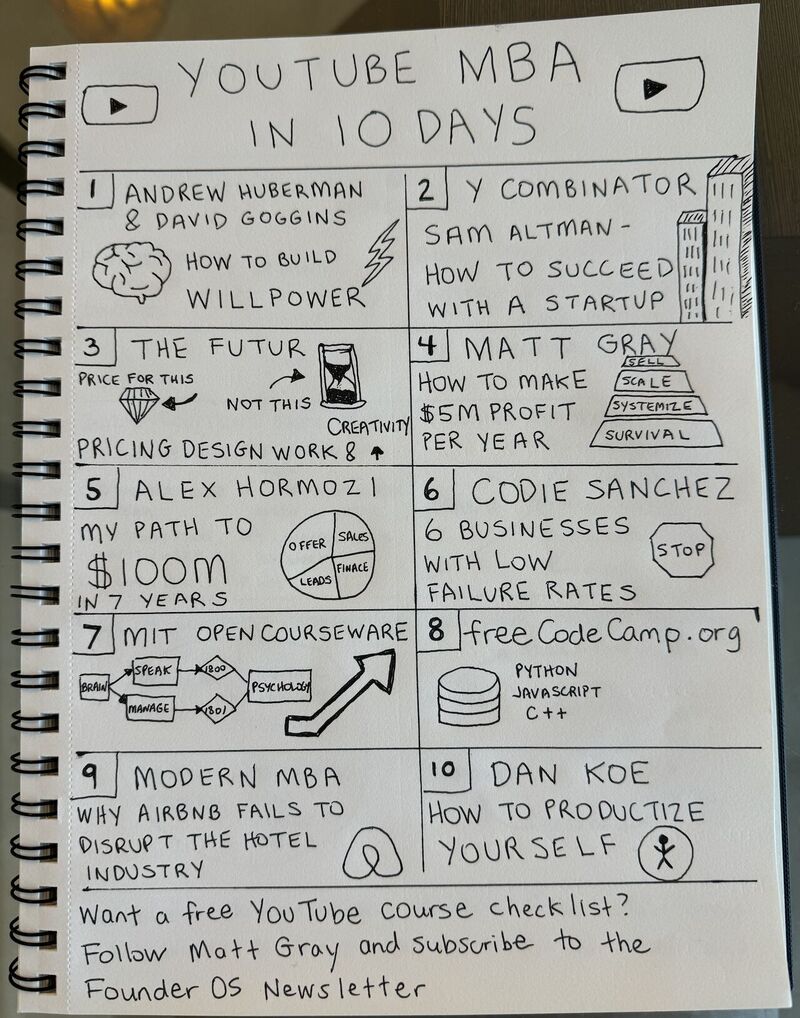 YOUTUBE MBA
IN 10 DAYS
1 ANDREW HUBERMAN
& DAVID GOGGINS
HOW TO BUILD
WILLPOWER
2 Y COMBINATOR
SAM ALTMAN-
HOW TO SUCCEED
WITH A STARTUP
3 THE FUTUR
PRICE FOR THIS
NOT THIS
CREATIVITY
PRICING DESIGN WORK & ↑
4 MATT GRAY
HOW TO MAKE
$5M PROFIT
PER YEAR
SELL
SCALE
SYSTEMIZE
SURVIVAL
5 ALEX HORMOZI
MY PATH TO
$100M
IN 7 YEARS
OFFER
SALES
LEADS
FINACE
6 CODIE SANCHEZ
6 BUSINESSES
WITH LOW
FAILURE RATES
STOP
7 MIT OPEN COURSEWARE
BRAIN
SPEAK
1800
MANAGE
1801
PSYCHOLOGY
8 freeCodeCamp.org
PYTHON
JAVASCRIPT
C++
9 MODERN MBA
WHY AIRBNB FAILS TO
DISRUPT THE HOTEL
INDUSTRY
10 DAN KOE
HOW TO PRODUCTIZE
YOURSELF
Want a free YouTube course checklist?
Follow Matt Gray and subscribe to the
Founder OS Newsletter